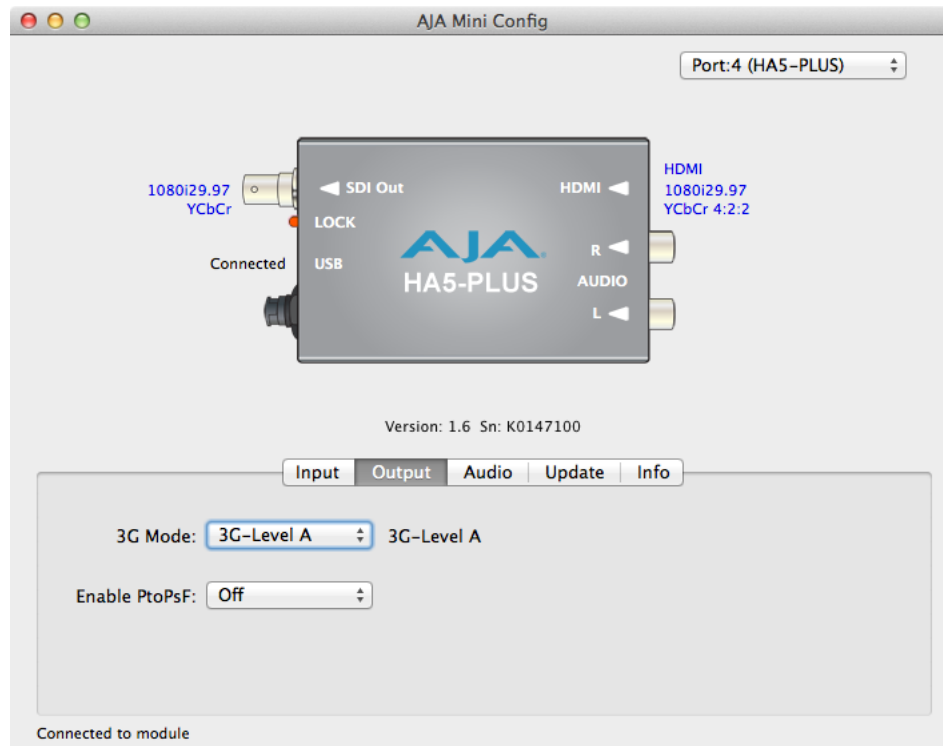 AJA Mini Config
Port:4 (HA5-PLUS)
1080i29.97
YCbCr
SDI Out
LOCK
Connected
USB
AJA
HA5-PLUS
HDMI
R
AUDIO
L
HDMI
1080i29.97
YCbCr 4:2:2
Version: 1.6 Sn: K0147100
Input Output Audio Update Info
3G Mode: 3G-Level A 3G-Level A
Enable PtoPsF: Off
Connected to module